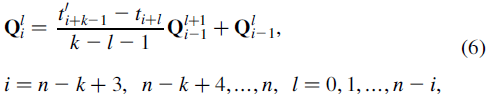 Q_i^l = \frac{t'_{i+k-1} - t_{i+l}}{k - l - 1} Q_{i-1}^{l+1} + Q_{i-1}^l,
(6)
i = n - k + 3, n - k + 4,..., n, l = 0, 1,..., n - i,